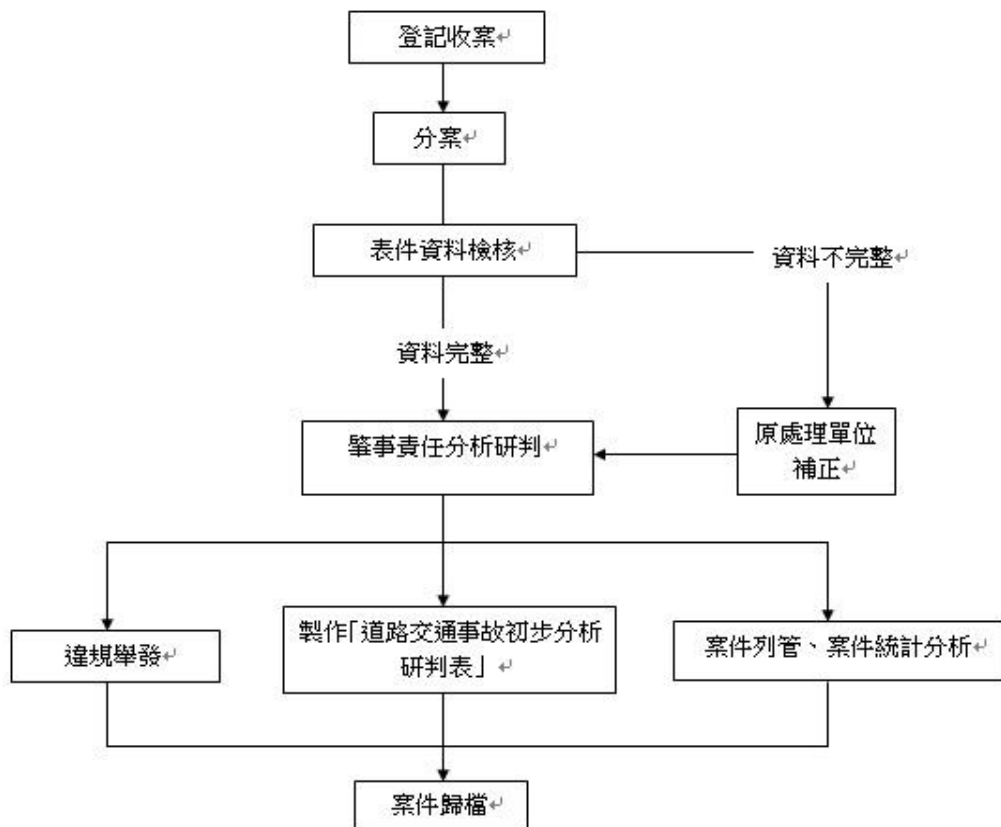 登記收案↵
分案↵
表件資料檢核↵
資料不完整↵
資料完整↵
肇事責任分析研判↵
原處理單位
補正↵
違規舉發↵
製作「道路交通事故初步分析
研判表」↵
案件列管、案件統計分析↵
案件歸檔↵